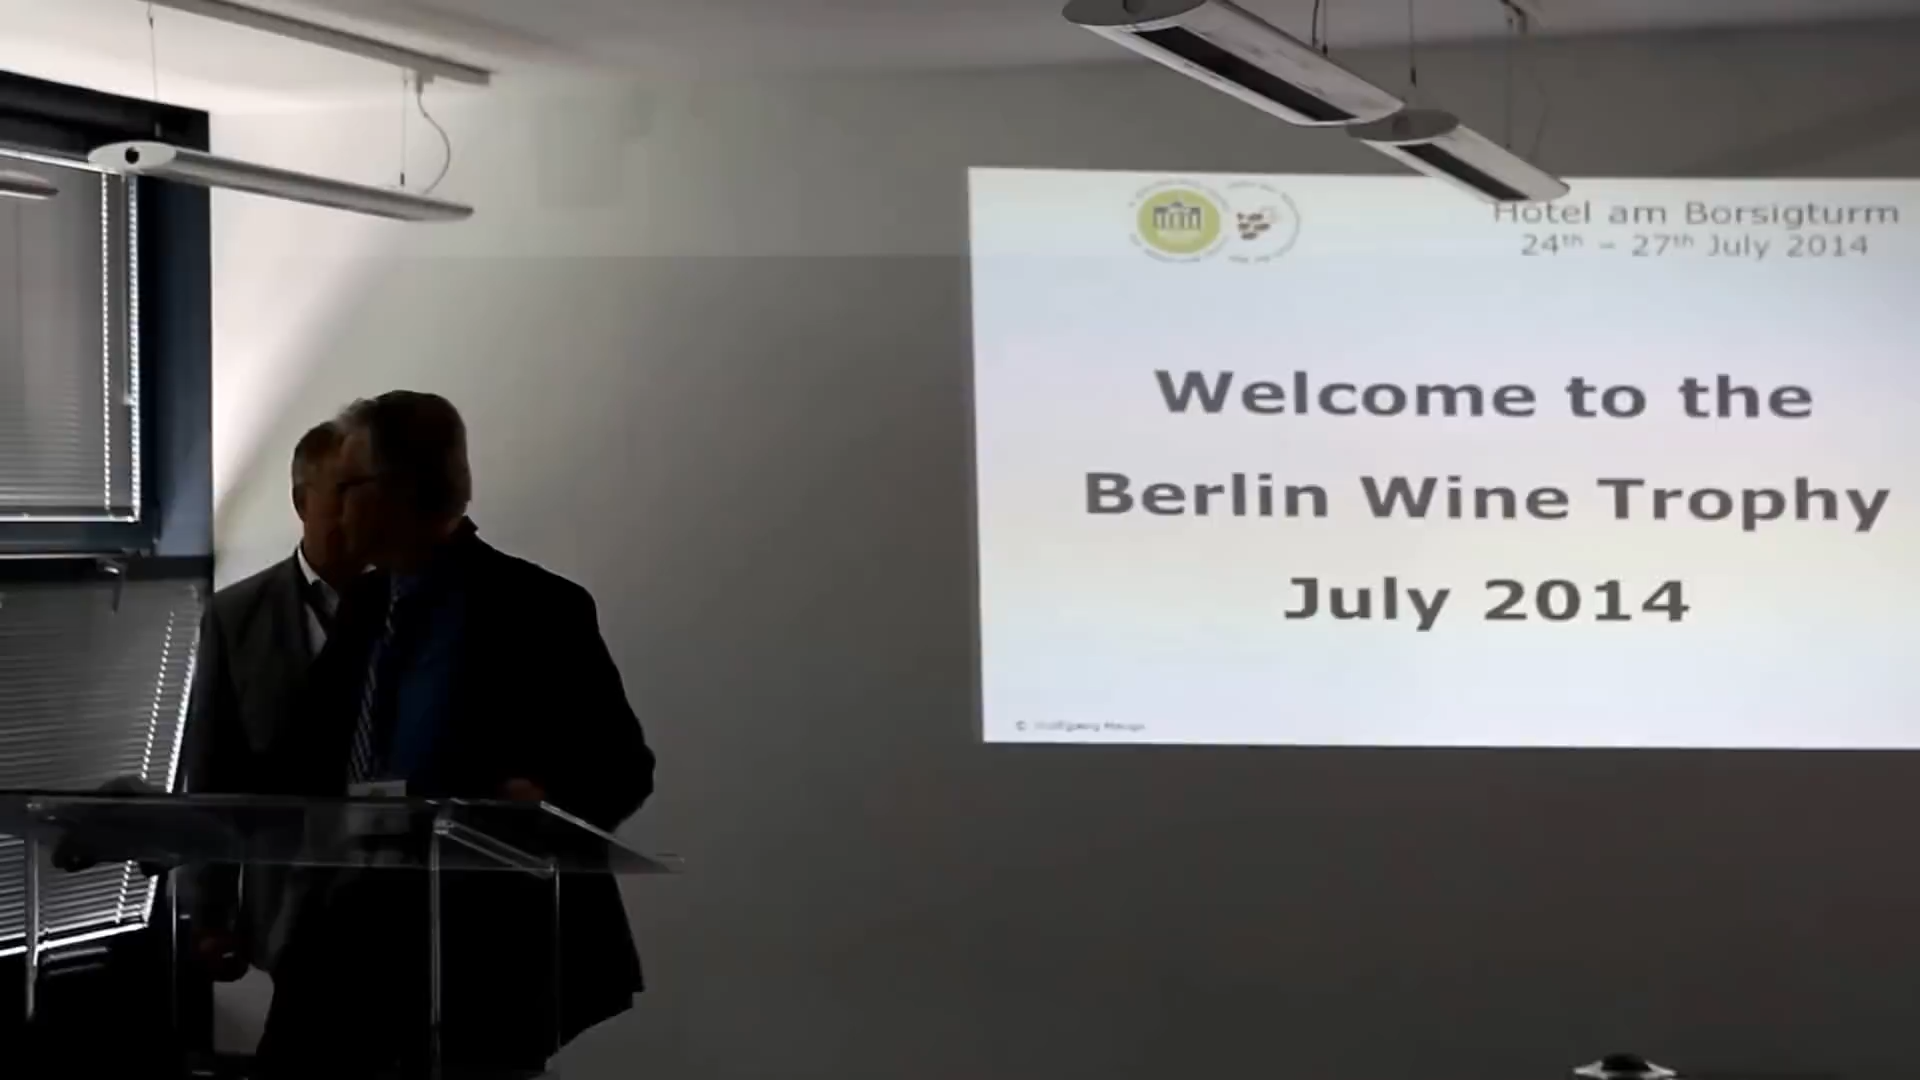 Hotel am Borsigturm
24th – 27th July 2014
Welcome to the
Berlin Wine Trophy
July 2014
©